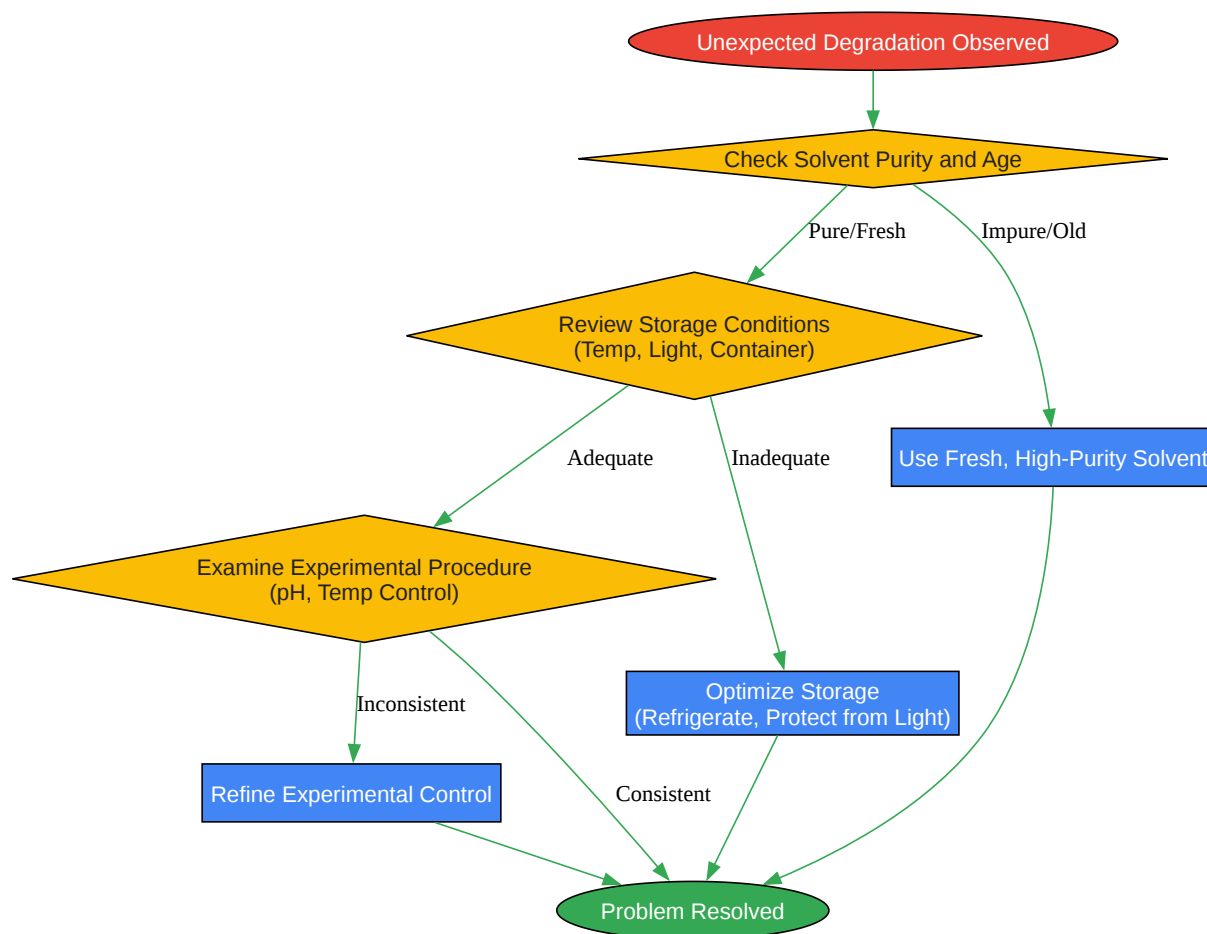 Unexpected Degradation Observed
Check Solvent Purity and Age
Pure/Fresh
Impure/Old
Review Storage Conditions
(Temp, Light, Container)
Adequate
Inadequate
Use Fresh, High-Purity Solvent
Examine Experimental Procedure
(pH, Temp Control)
Inconsistent
Optimize Storage
(Refrigerate, Protect from Light)
Refine Experimental Control
Consistent
Problem Resolved